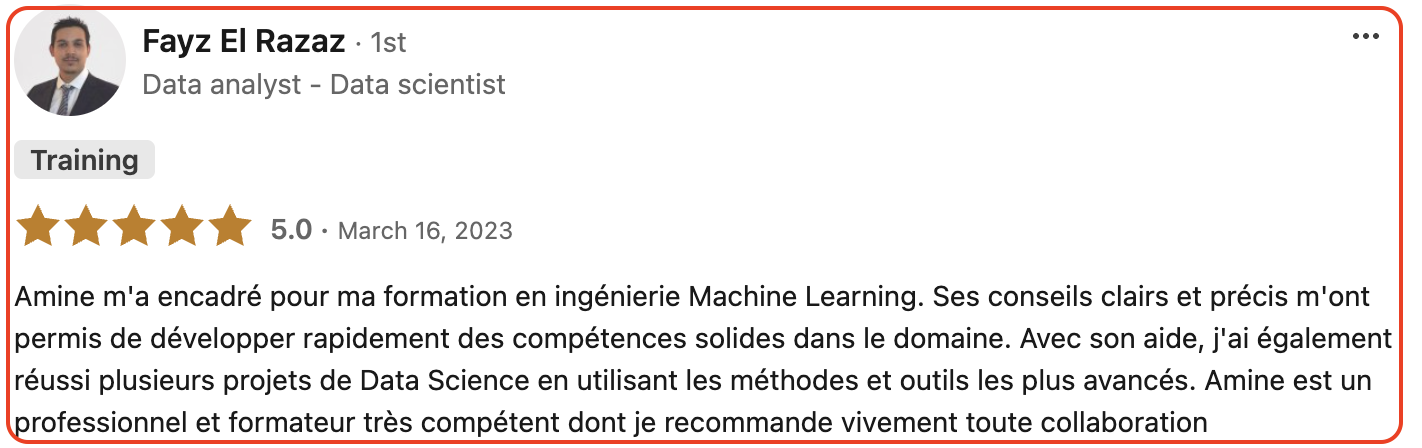 Fayz El Razaz · 1st
Data analyst - Data scientist
Training
5.0 · March 16, 2023
Amine m'a encadré pour ma formation en ingénierie Machine Learning. Ses conseils clairs et précis m'ont
permis de développer rapidement des compétences solides dans le domaine. Avec son aide, j'ai également
réussi plusieurs projets de Data Science en utilisant les méthodes et outils les plus avancés. Amine est un
professionnel et formateur très compétent dont je recommande vivement toute collaboration